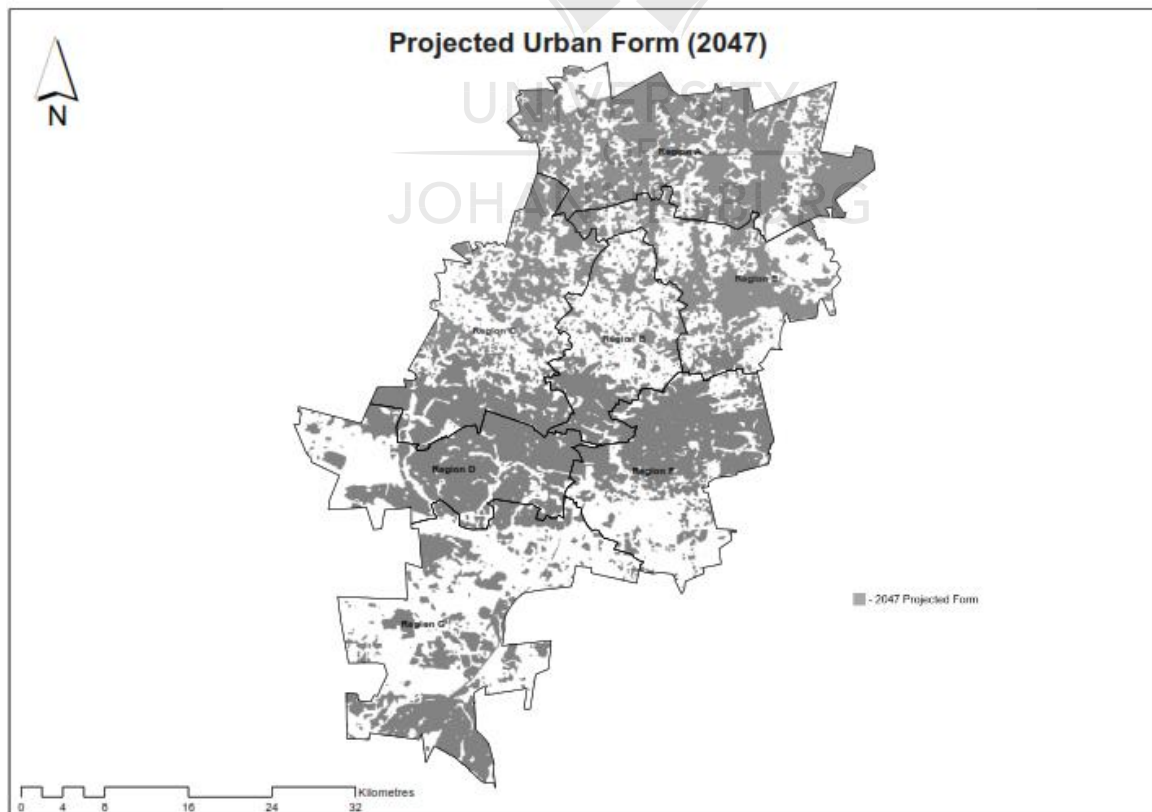 Projected Urban Form (2047)
N
UNIVERSITY
OF
JOHANNESBURG
Region A
Region E
Region C
Region B
Region D
Region F
- 2047 Projected Form
Region G
Kilometres
0 4 8 16 24 32